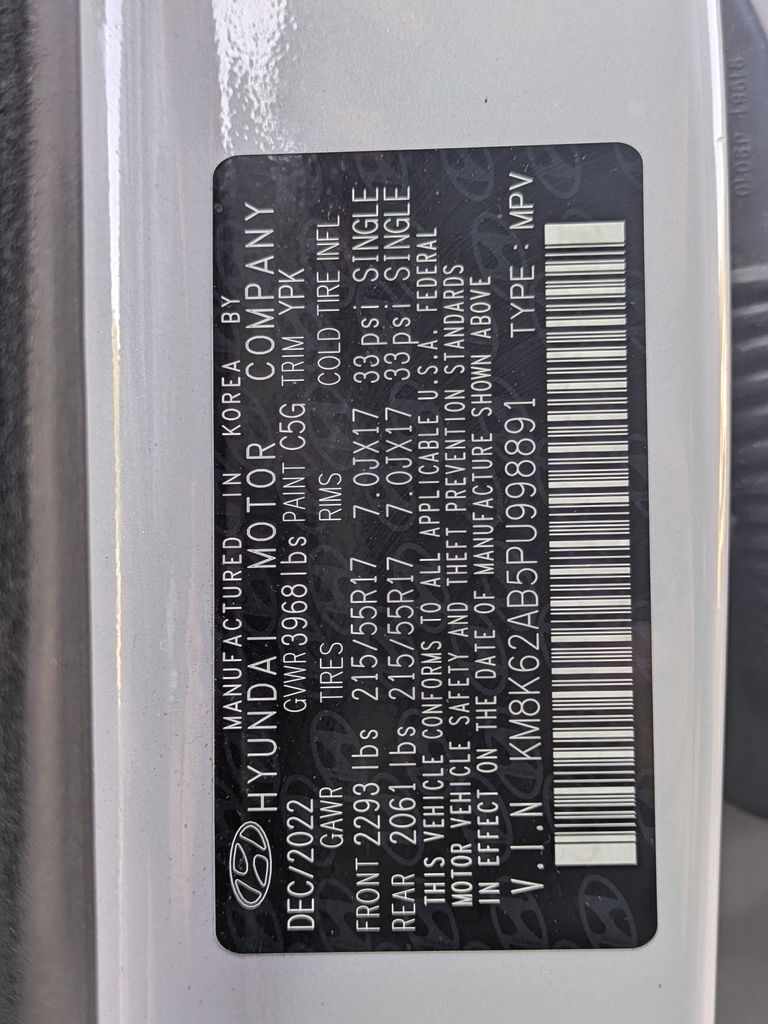 MANUFACTURED IN KOREA BY
HYUNDAI MOTOR COMPANY
DEC/2022 GVWR 3968lbs PAINT C5G TRIM YPK
GAWR TIRES RIMS COLD TIRE INFL
FRONT 2293 lbs 215/55R17 7.0JX17 33psi SINGLE
REAR 2061 lbs 215/55R17 7.0JX17 33psi SINGLE
THIS VEHICLE CONFORMS TO ALL APPLICABLE U.S.A. FEDERAL
MOTOR VEHICLE SAFETY AND THEFT PREVENTION STANDARDS
IN EFFECT ON THE DATE OF MANUFACTURE SHOWN ABOVE
V.I.N KM8K62AB5PU998891 TYPE : MPV